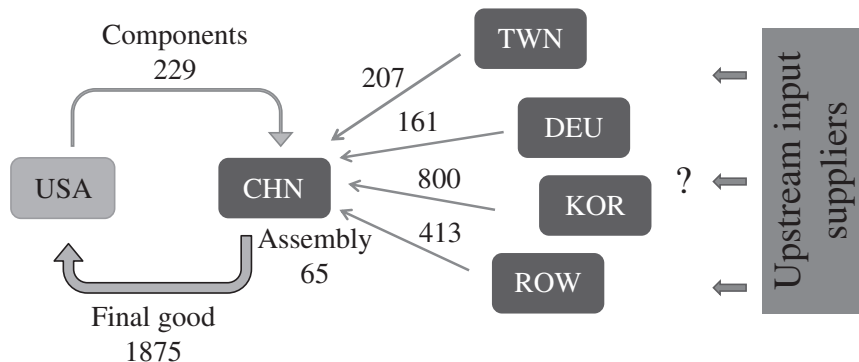 Components
229
USA
CHN
Assembly
65
Final good
1875
207
161
800
413
TWN
DEU
KOR
ROW
?
Upstream input
suppliers